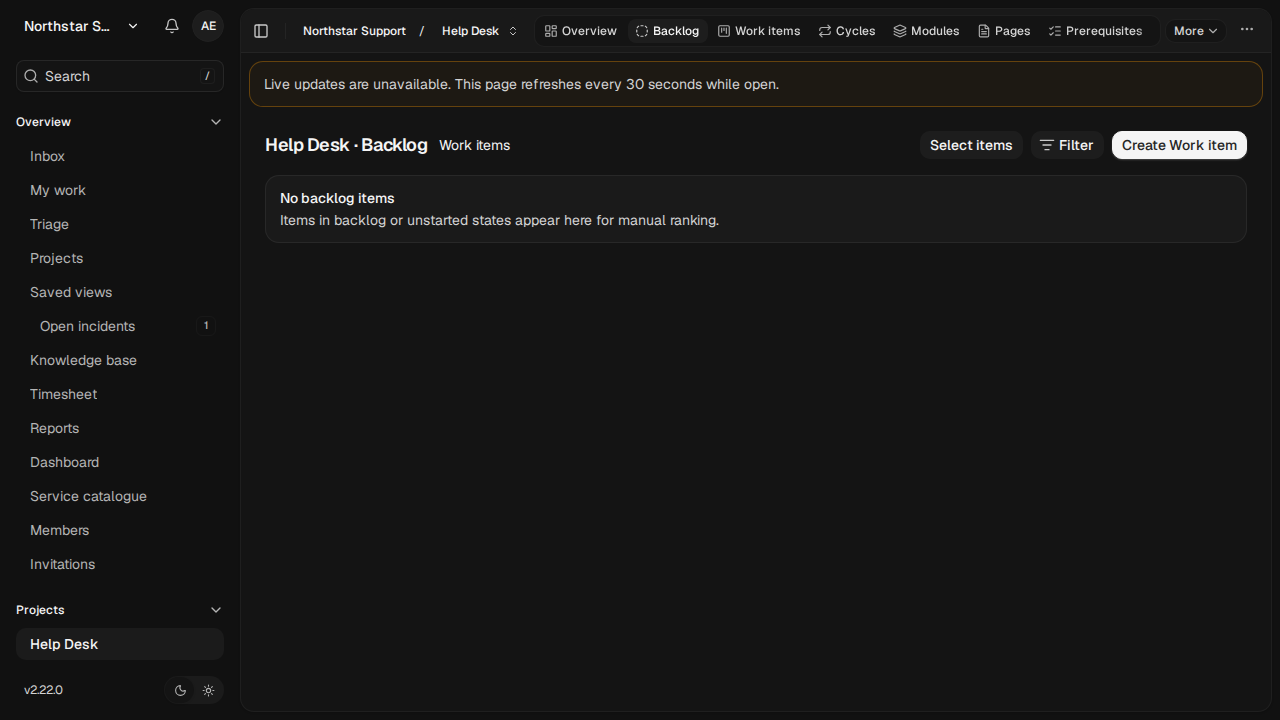 Northstar S...
AE
Search
/
Overview
Inbox
My work
Triage
Projects
Saved views
Open incidents
1
Knowledge base
Timesheet
Reports
Dashboard
Service catalogue
Members
Invitations
Projects
Help Desk
v2.22.0
Northstar Support / Help Desk
Overview
Backlog
Work items
Cycles
Modules
Pages
Prerequisites
More
Live updates are unavailable. This page refreshes every 30 seconds while open.
Help Desk · Backlog Work items
Select items
Filter
Create Work item
No backlog items
Items in backlog or unstarted states appear here for manual ranking.